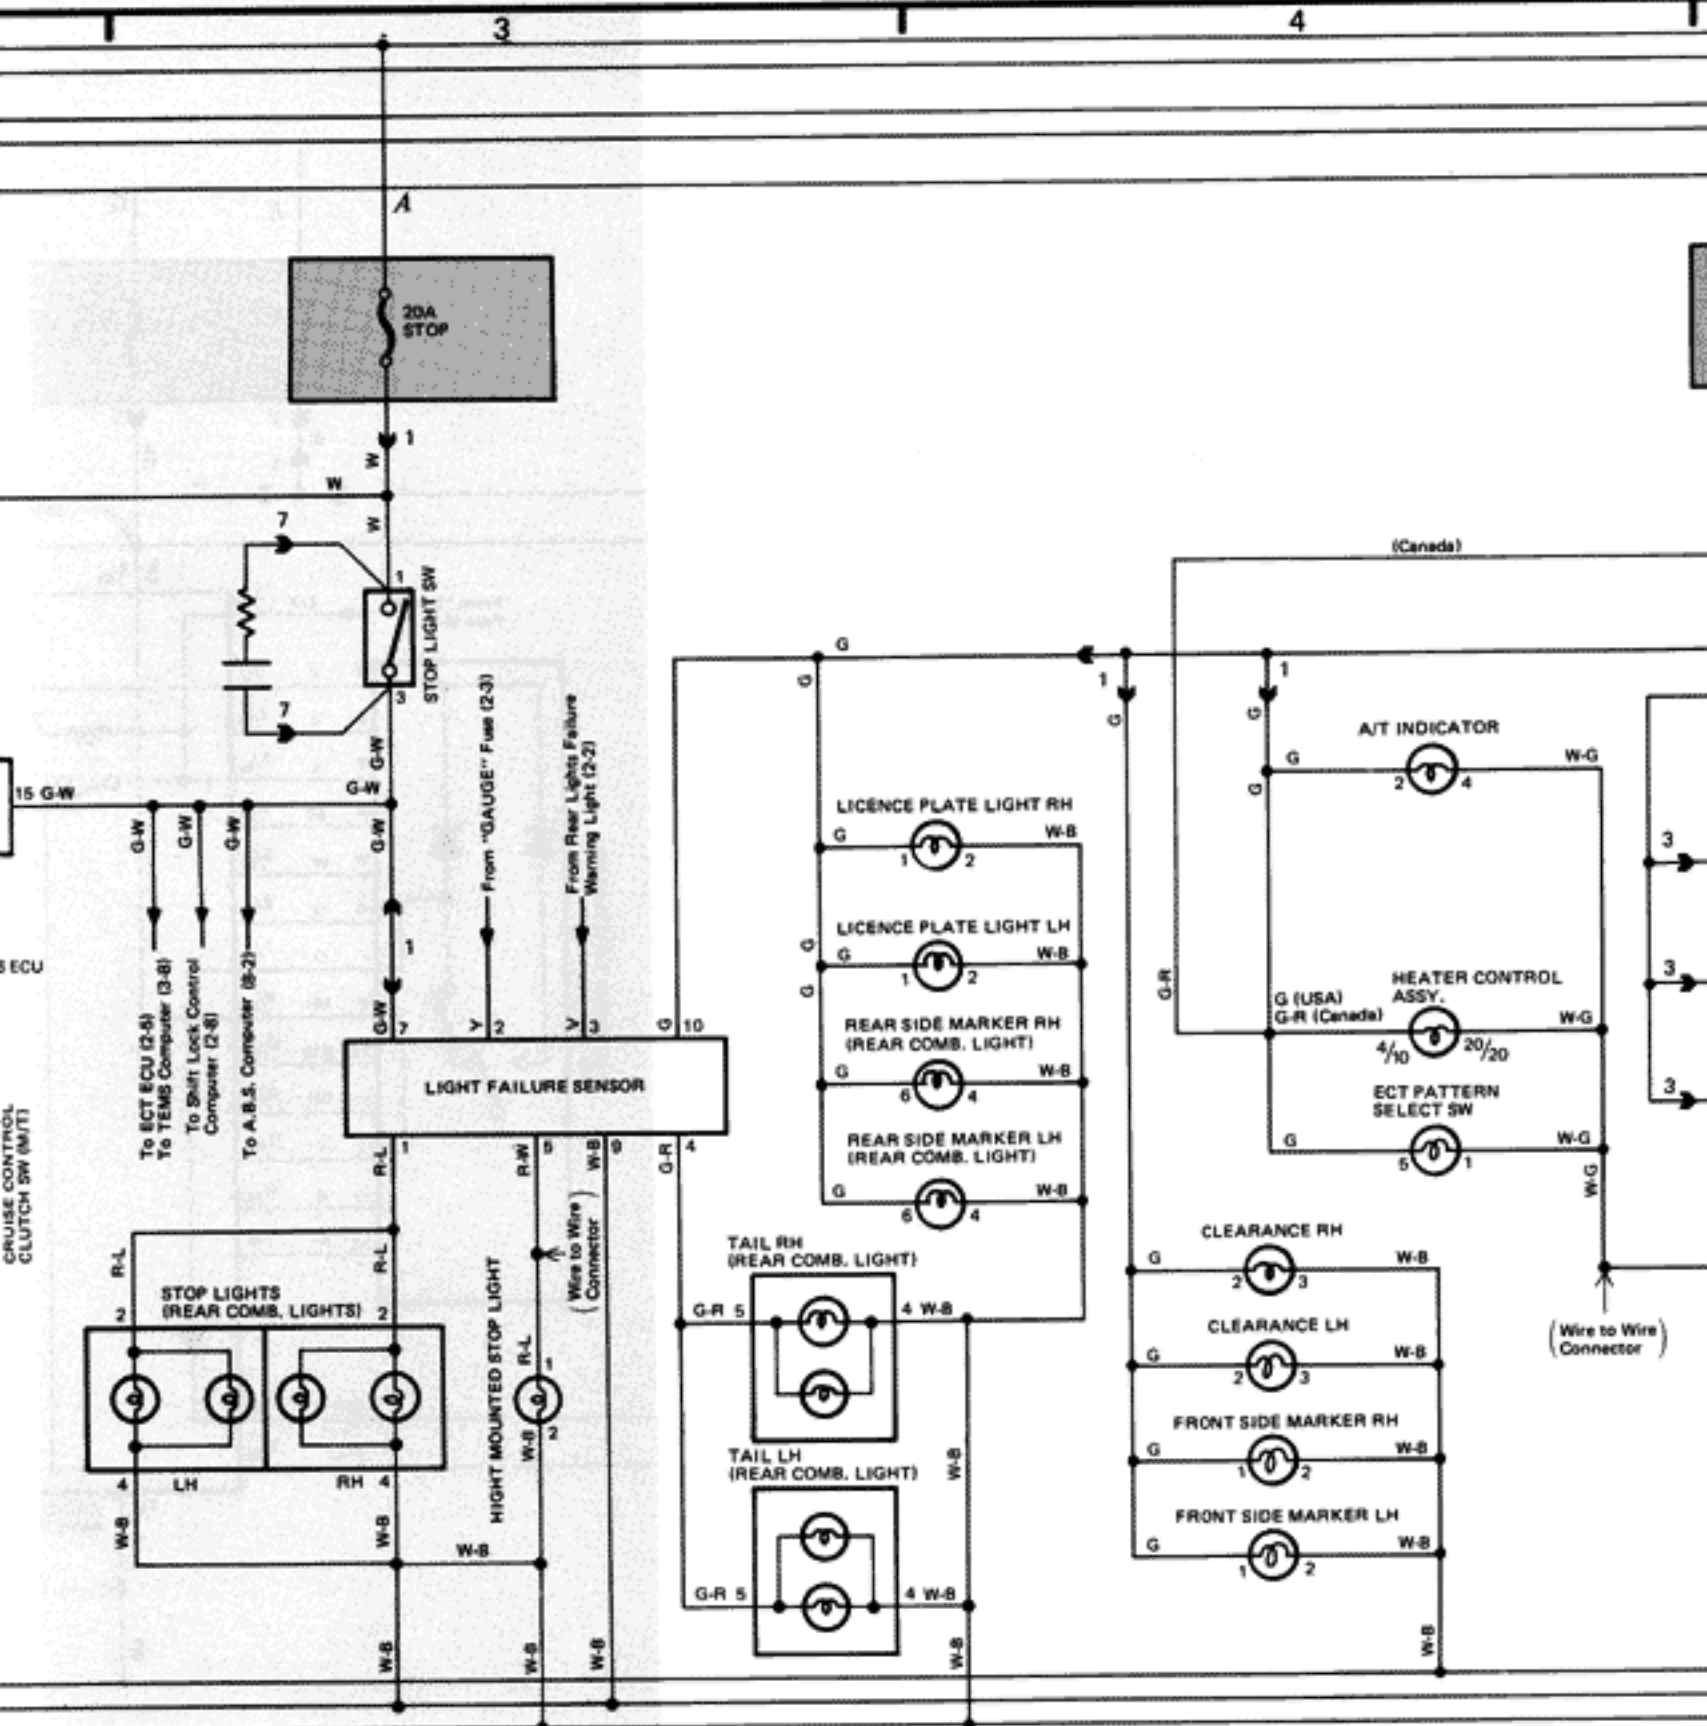 3
4
A
20A
STOP
1
W
W
W
7
1
STOP LIGHT SW
7
3
G-W
15 G-W
G-W
G-W
G-W
G-W
G-W
1
From "GAUGE" Fuse (2-3)
From Rear Lights Failure
Warning Light (2-2)
To ECT ECU (2-5)
To TEMS Computer (3-8)
To Shift Lock Control
Computer (2-8)
To A.B.S. Computer (8-2)
ECU
CRUISE CONTROL
CLUTCH SW (M/T)
G-W 7
Y 2
Y 3
G 10
LIGHT FAILURE SENSOR
R-L 1
R-W 5
W-B 9
G-R 4
(Wire to Wire
Connector)
R-L
R-L
STOP LIGHTS
(REAR COMB. LIGHTS)
2
2
4
LH
RH
4
W-B
W-B
W-B
HIGHT MOUNTED STOP LIGHT
R-L
1
W-B
2
W-B
W-B
W-B
G
G
LICENCE PLATE LIGHT RH
G
1
2
W-B
G
LICENCE PLATE LIGHT LH
G
1
2
W-B
G
REAR SIDE MARKER RH
(REAR COMB. LIGHT)
G
6
4
W-B
REAR SIDE MARKER LH
(REAR COMB. LIGHT)
G
6
4
W-B
TAIL RH
(REAR COMB. LIGHT)
G-R 5
4 W-B
TAIL LH
(REAR COMB. LIGHT)
W-B
G-R 5
4 W-B
W-B
(Canada)
1
G
1
G
A/T INDICATOR
G
2
4
W-G
G
G-R
HEATER CONTROL
ASSY.
G (USA)
G-R (Canada)
4/10
20/20
W-G
ECT PATTERN
SELECT SW
G
5
1
W-G
W-G
(Wire to Wire
Connector)
CLEARANCE RH
G
2
3
W-B
CLEARANCE LH
G
2
3
W-B
FRONT SIDE MARKER RH
G
1
2
W-B
FRONT SIDE MARKER LH
G
1
2
W-B
W-B
3
3
3